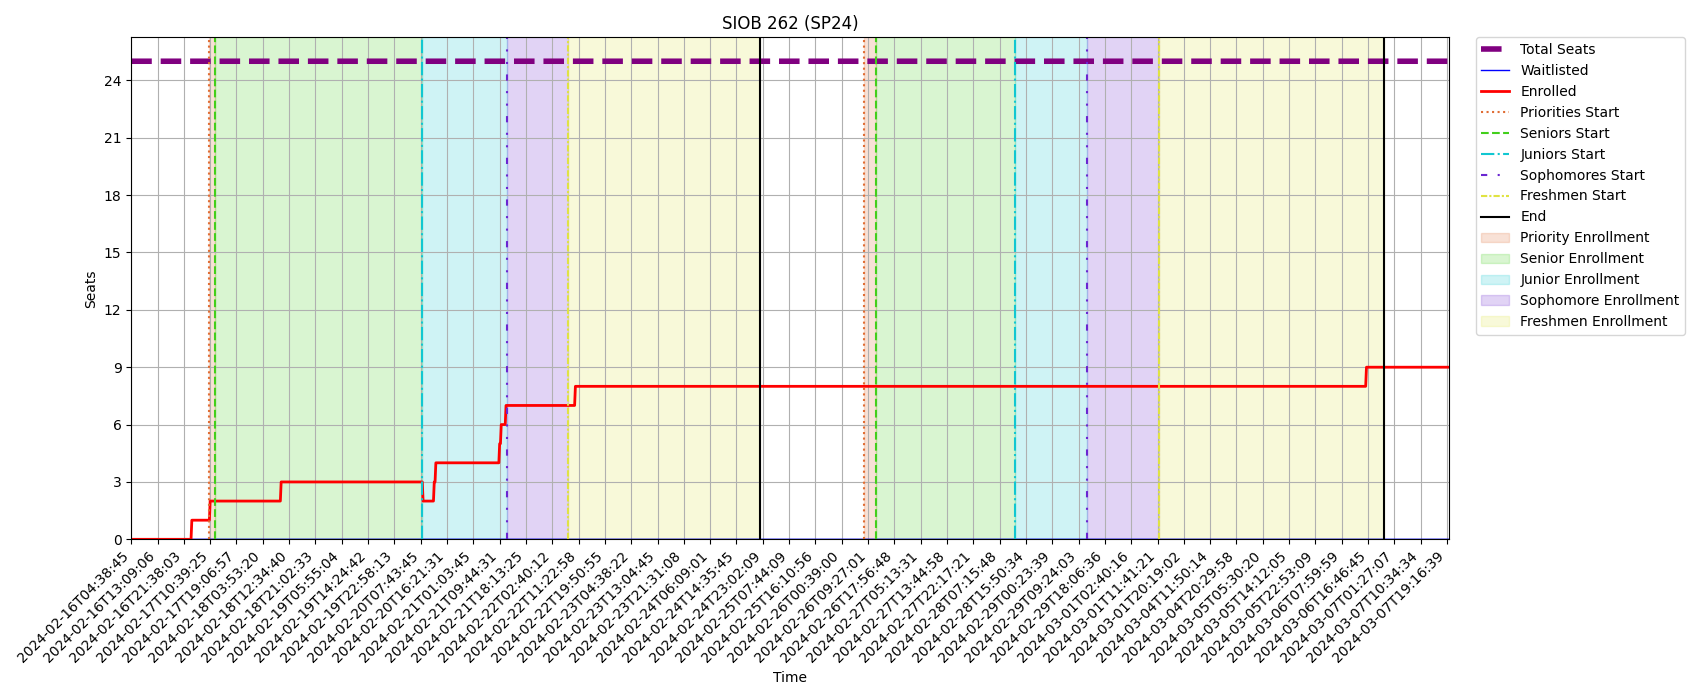 SIOB 262 (SP24)
Seats
24
21
18
15
12
9
6
3
0
2024-02-16T04:38:45
2024-02-16T13:09:06
2024-02-16T21:38:03
2024-02-17T10:39:25
2024-02-17T19:06:57
2024-02-18T03:53:20
2024-02-18T12:34:40
2024-02-18T21:02:33
2024-02-19T05:55:04
2024-02-19T14:24:42
2024-02-19T22:58:13
2024-02-20T07:43:45
2024-02-20T16:21:31
2024-02-21T01:03:45
2024-02-21T09:44:31
2024-02-21T18:13:25
2024-02-22T02:40:12
2024-02-22T11:22:58
2024-02-22T19:50:55
2024-02-23T04:38:22
2024-02-23T13:04:45
2024-02-23T21:31:08
2024-02-24T06:09:01
2024-02-24T14:35:45
2024-02-24T23:02:09
2024-02-25T07:44:09
2024-02-25T16:10:56
2024-02-26T00:39:00
2024-02-26T09:27:01
2024-02-26T17:56:48
2024-02-27T05:13:31
2024-02-27T13:44:58
2024-02-27T22:17:21
2024-02-28T07:15:48
2024-02-28T15:50:34
2024-02-29T00:23:39
2024-02-29T09:24:03
2024-02-29T18:06:36
2024-03-01T02:40:16
2024-03-01T11:41:21
2024-03-01T20:19:02
2024-03-04T11:50:14
2024-03-04T20:29:58
2024-03-05T05:30:20
2024-03-05T14:12:05
2024-03-05T22:53:09
2024-03-06T07:59:59
2024-03-06T16:46:45
2024-03-07T01:27:07
2024-03-07T10:34:34
2024-03-07T19:16:39
Time
Total Seats
Waitlisted
Enrolled
Priorities Start
Seniors Start
Juniors Start
Sophomores Start
Freshmen Start
End
Priority Enrollment
Senior Enrollment
Junior Enrollment
Sophomore Enrollment
Freshmen Enrollment